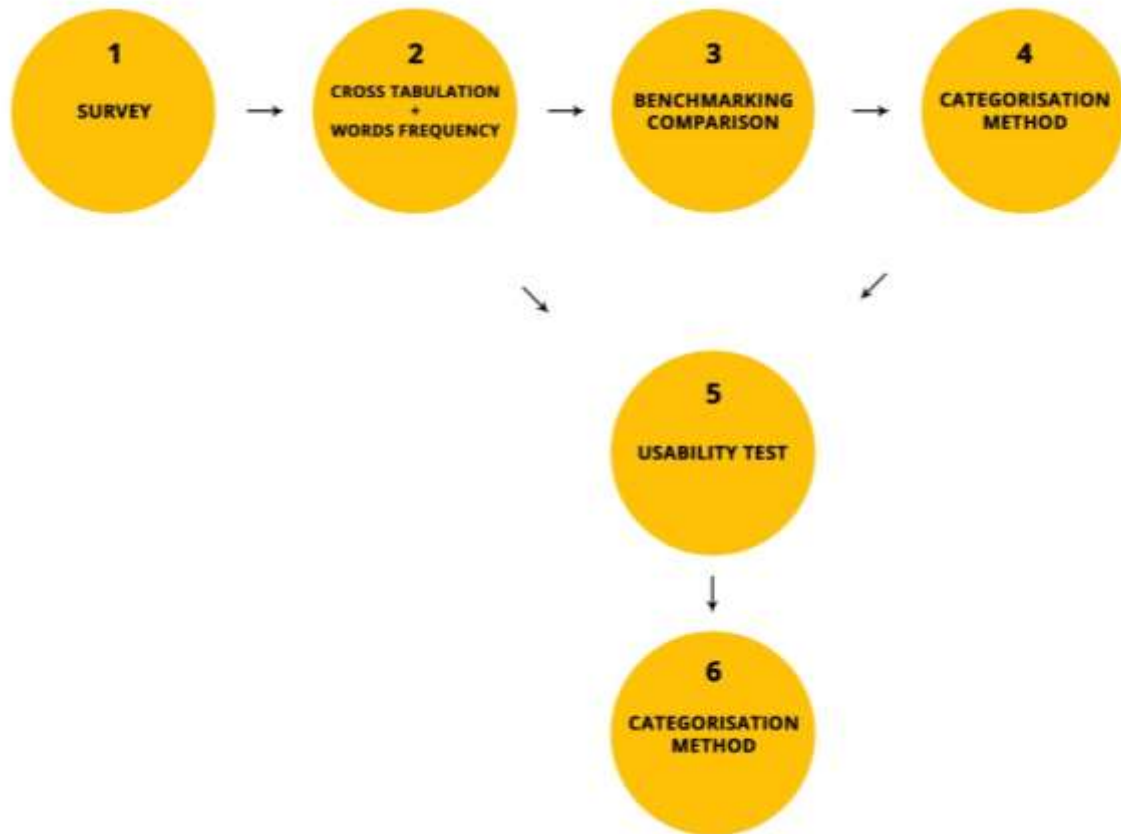 1
SURVEY
2
CROSS TABULATION
+
WORDS FREQUENCY
3
BENCHMARKING
COMPARISON
4
CATEGORISATION
METHOD
5
USABILITY TEST
6
CATEGORISATION
METHOD